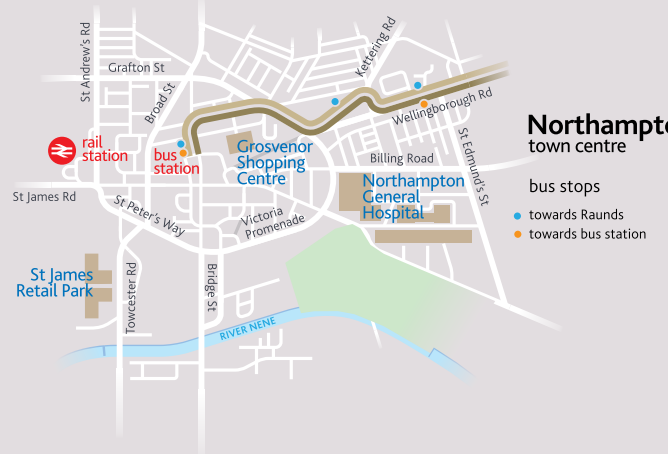 St Andrew's Rd
Grafton St
Broad St
Kettering Rd
Wellingborough Rd
St Edmund's St
rail
station
bus
station
Grosvenor
Shopping
Centre
Billing Road
Northampton
General
Hospital
St James Rd
St Peter's Way
Victoria
Promenade
St James
Retail Park
Towcester Rd
Bridge St
RIVER NENE
Northampto
town centre
bus stops
towards Raunds
towards bus station